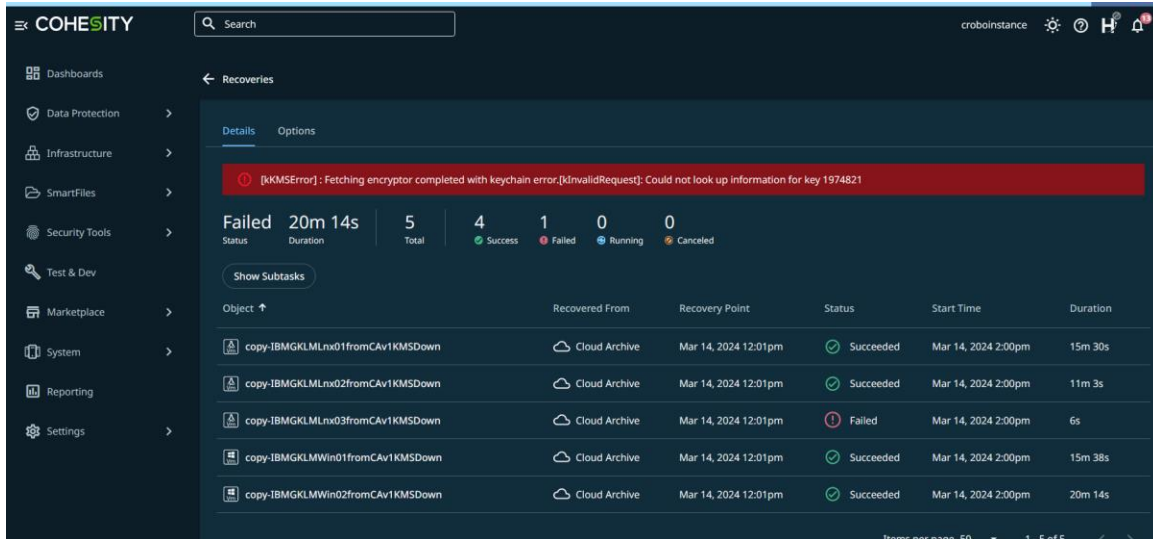 COHESITY
Search
croboinstance
13
Dashboards
Data Protection
Infrastructure
SmartFiles
Security Tools
Test & Dev
Marketplace
System
Reporting
Settings
Recoveries
Details Options
[kKMSError] : Fetching encryptor completed with keychain error.[kInvalidRequest]: Could not look up information for key 1974821
Failed 20m 14s 5 4 1 0 0
Status Duration Total Success Failed Running Canceled
Show Subtasks
Object Recovered From Recovery Point Status Start Time Duration
copy-IBMGKLMLnx01fromCAv1KMSDown Cloud Archive Mar 14, 2024 12:01pm Succeeded Mar 14, 2024 2:00pm 15m 30s
copy-IBMGKLMLnx02fromCAv1KMSDown Cloud Archive Mar 14, 2024 12:01pm Succeeded Mar 14, 2024 2:00pm 11m 3s
copy-IBMGKLMLnx03fromCAv1KMSDown Cloud Archive Mar 14, 2024 12:01pm Failed Mar 14, 2024 2:00pm 6s
copy-IBMGKLMWin01fromCAv1KMSDown Cloud Archive Mar 14, 2024 12:01pm Succeeded Mar 14, 2024 2:00pm 15m 38s
copy-IBMGKLMWin02fromCAv1KMSDown Cloud Archive Mar 14, 2024 12:01pm Succeeded Mar 14, 2024 2:00pm 20m 14s
Items per page 50 1 - 5 of 5